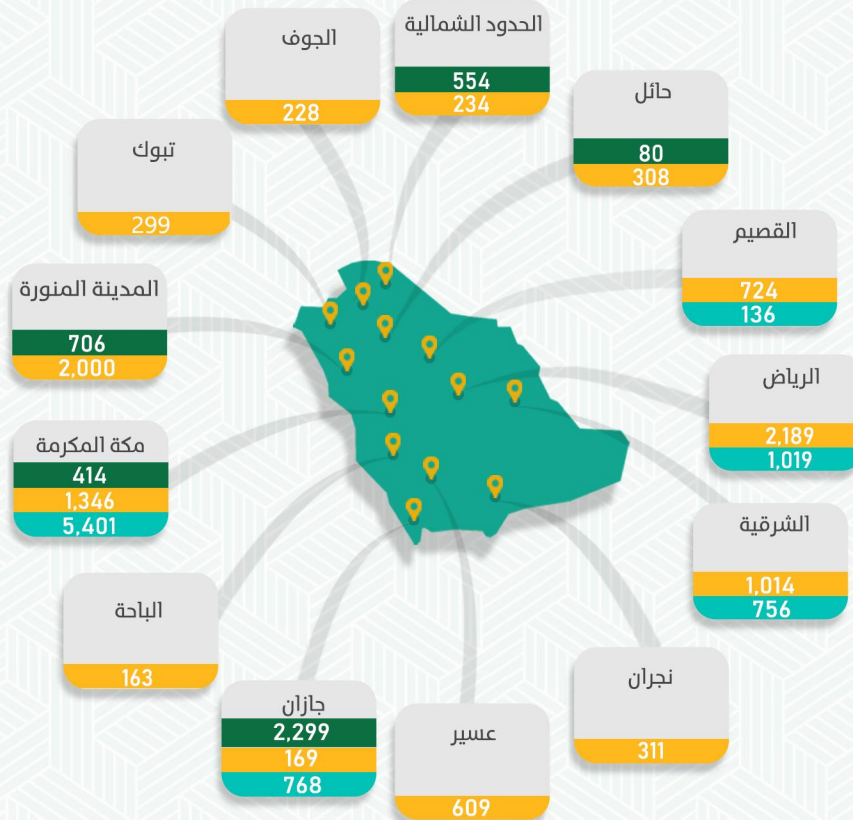 الحدود الشمالية
554
234
الجوف
228
حائل
80
308
تبوك
299
القصيم
724
136
المدينة المنورة
706
2,000
الرياض
2,189
1,019
مكة المكرمة
414
1,346
5,401
الشرقية
1,014
756
الباحة
163
نجران
311
جازان
2,299
169
768
عسير
609